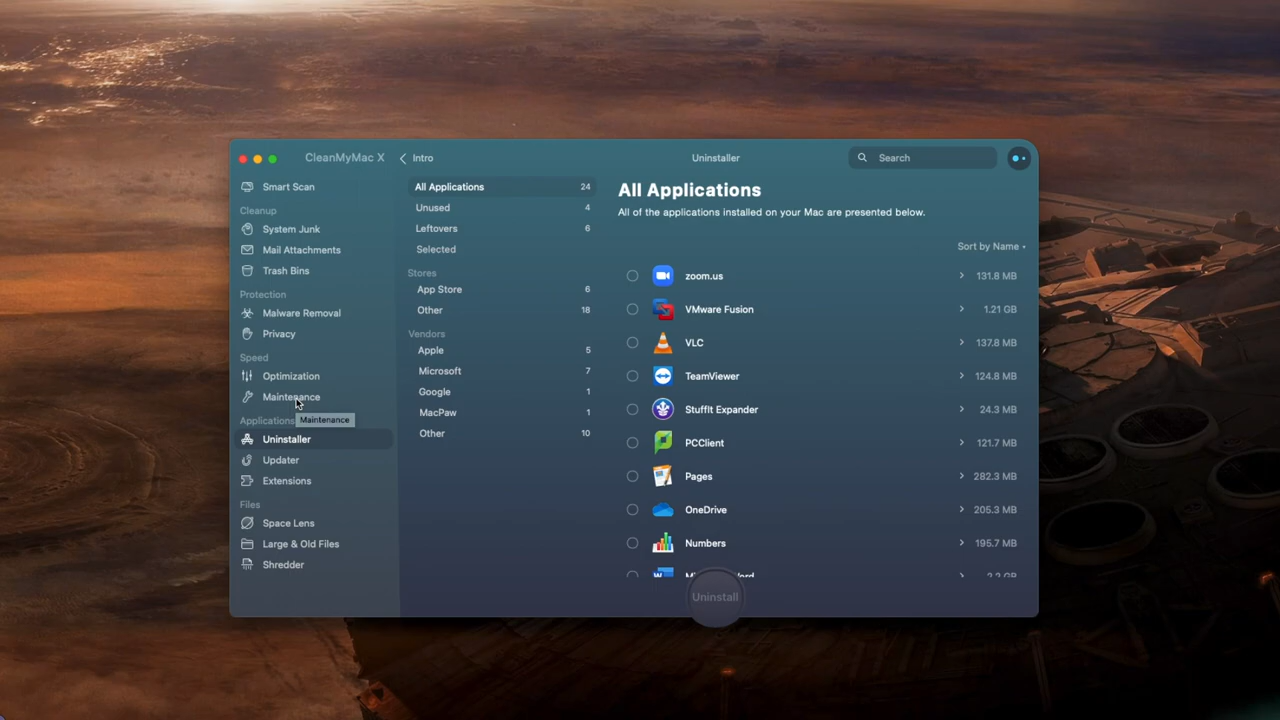 CleanMyMac X
Intro
Uninstaller
Search
Smart Scan
Cleanup
System Junk
Mail Attachments
Trash Bins
Protection
Malware Removal
Privacy
Speed
Optimization
Maintenance
Applications
Maintenance
Uninstaller
Updater
Extensions
Files
Space Lens
Large & Old Files
Shredder
All Applications 24
Unused 4
Leftovers 6
Selected
Stores
App Store 6
Other 18
Vendors
Apple 5
Microsoft 7
Google 1
MacPaw 1
Other 10
All Applications
All of the applications installed on your Mac are presented below.
Sort by Name
zoom.us 131.8 MB
VMware Fusion 1.21 GB
VLC 137.8 MB
TeamViewer 124.8 MB
StuffIt Expander 24.3 MB
PCClient 121.7 MB
Pages 282.3 MB
OneDrive 205.3 MB
Numbers 195.7 MB
Uninstall